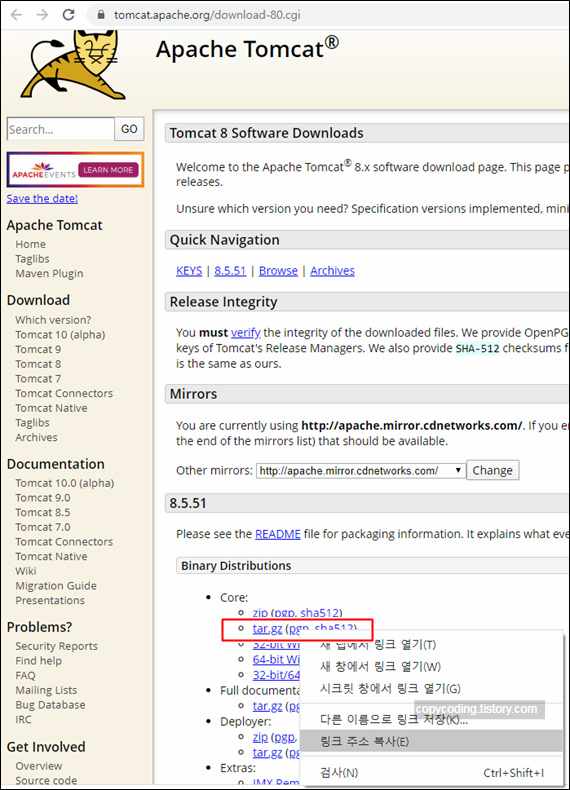 tomcat.apache.org/download-80.cgi
Apache Tomcat®
Search...
GO
APACHEEVENTS LEARN MORE
Save the date!
Apache Tomcat
Home
Taglibs
Maven Plugin
Download
Which version?
Tomcat 10 (alpha)
Tomcat 9
Tomcat 8
Tomcat 7
Tomcat Connectors
Tomcat Native
Taglibs
Archives
Documentation
Tomcat 10.0 (alpha)
Tomcat 9.0
Tomcat 8.5
Tomcat 7.0
Tomcat Connectors
Tomcat Native
Wiki
Migration Guide
Presentations
Problems?
Security Reports
Find help
FAQ
Mailing Lists
Bug Database
IRC
Get Involved
Overview
Source code
Tomcat 8 Software Downloads
Welcome to the Apache Tomcat® 8.x software download page. This page p
releases.
Unsure which version you need? Specification versions implemented, mini
Quick Navigation
KEYS | 8.5.51 | Browse | Archives
Release Integrity
You must verify the integrity of the downloaded files. We provide OpenPG
keys of Tomcat's Release Managers. We also provide SHA-512 checksums f
is the same as ours.
Mirrors
You are currently using http://apache.mirror.cdnetworks.com/. If you en
the end of the mirrors list) that should be available.
Other mirrors: http://apache.mirror.cdnetworks.com/ Change
8.5.51
Please see the README file for packaging information. It explains what eve
Binary Distributions
Core:
zip (pgp, sha512)
tar.gz (pgp, sha512)
32-bit Wi
64-bit Wi
32-bit/64
Full documenta
tar.gz (
Deployer:
zip (pgp,
tar.gz (
Extras:
JMX Rem
새 탭에서 링크 열기(T)
새 창에서 링크 열기(W)
시크릿 창에서 링크 열기(G)
copycoding.tistory.com
다른 이름으로 링크 저장(K)...
링크 주소 복사(E)
검사(N) Ctrl+Shift+I